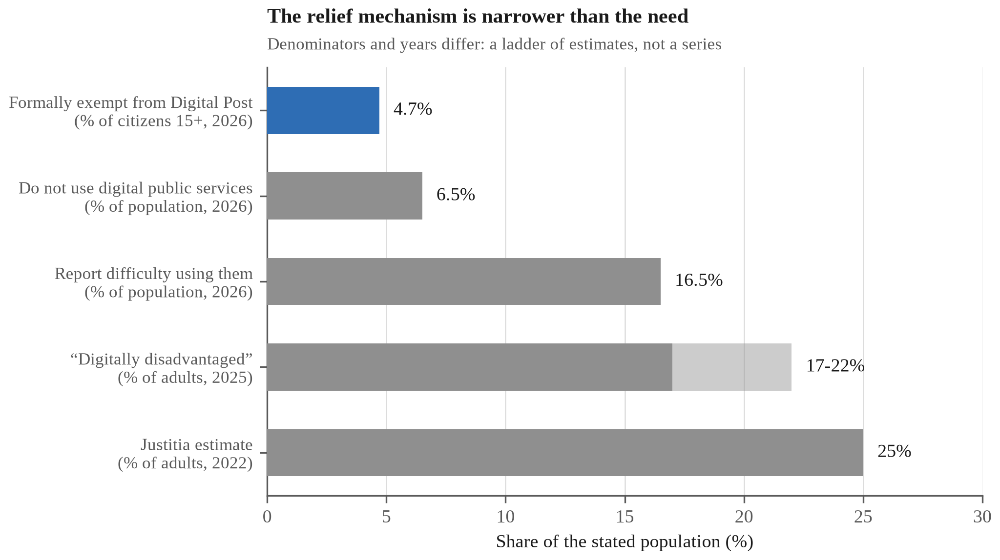 The relief mechanism is narrower than the need
Denominators and years differ: a ladder of estimates, not a series
Formally exempt from Digital Post
(% of citizens 15+, 2026)
4.7%
Do not use digital public services
(% of population, 2026)
6.5%
Report difficulty using them
(% of population, 2026)
16.5%
“Digitally disadvantaged”
(% of adults, 2025)
17-22%
Justitia estimate
(% of adults, 2022)
25%
0 5 10 15 20 25 30
Share of the stated population (%)